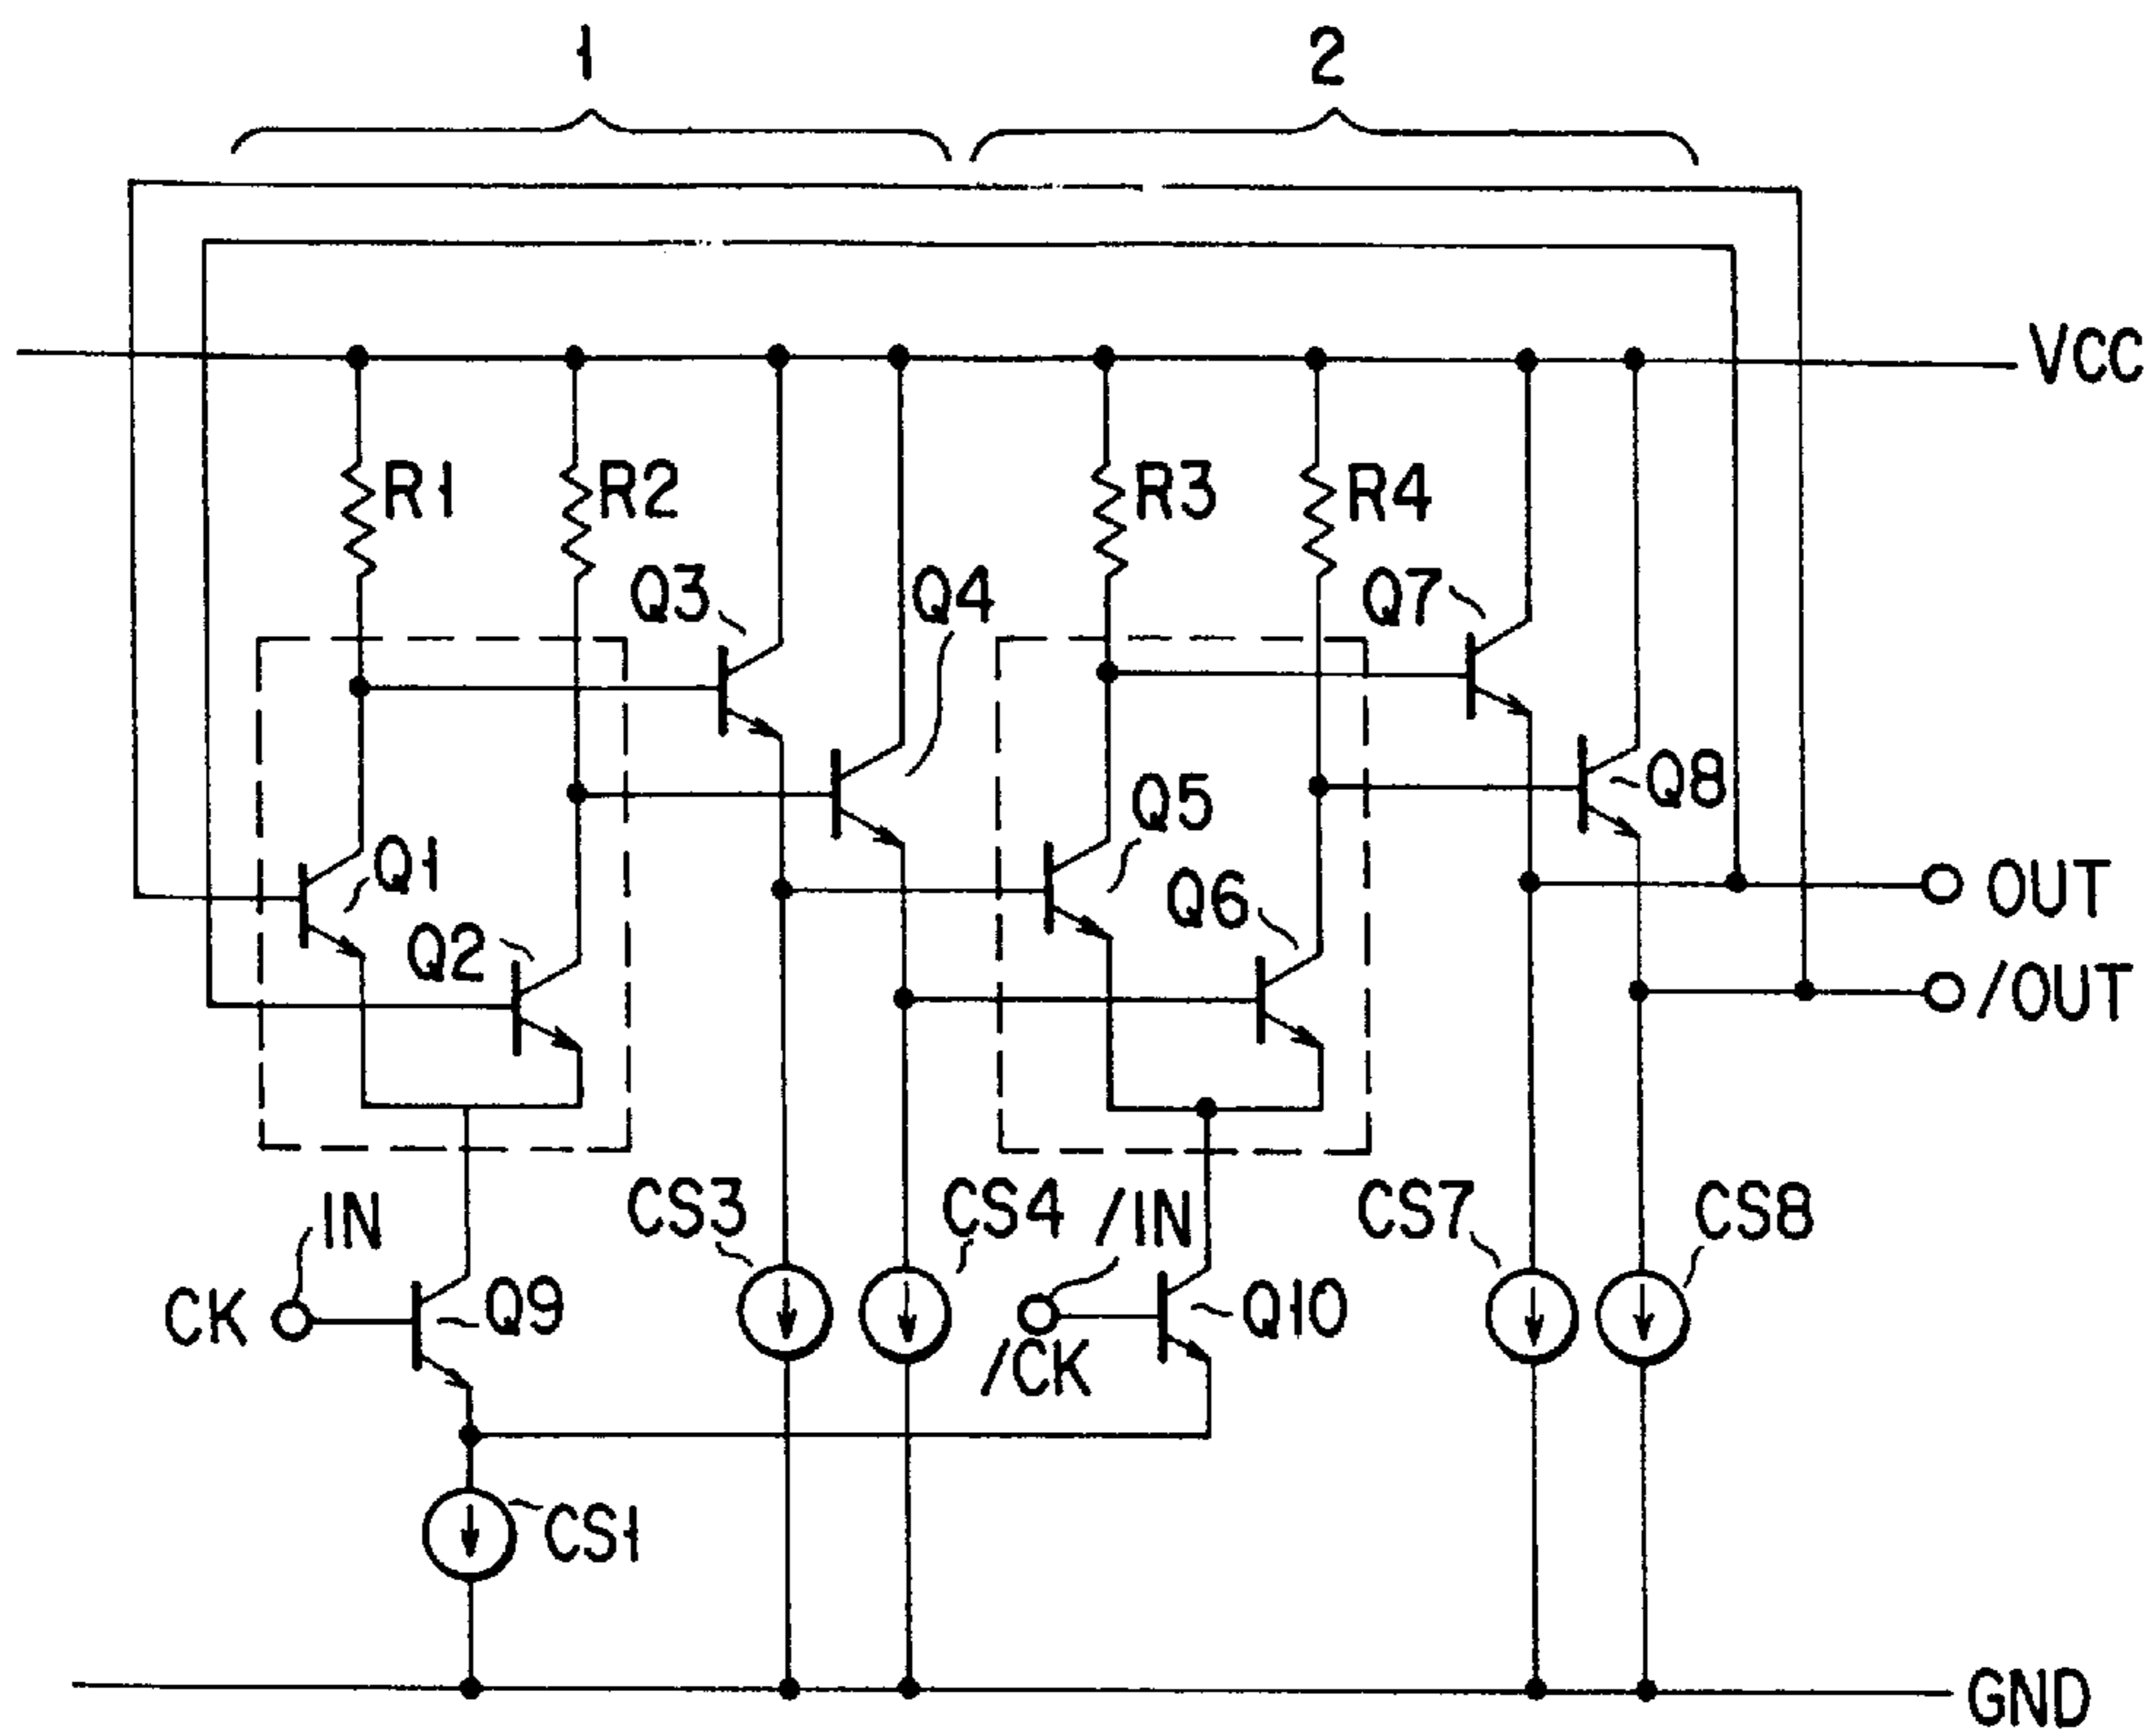 1
2
VCC
R1
R2
R3
R4
Q3
Q4
Q7
Q1
Q2
Q5
Q6
Q8
OUT
/OUT
IN
CK
Q9
CS3
CS4
/IN
/CK
Q10
CS7
CS8
CS1
GND